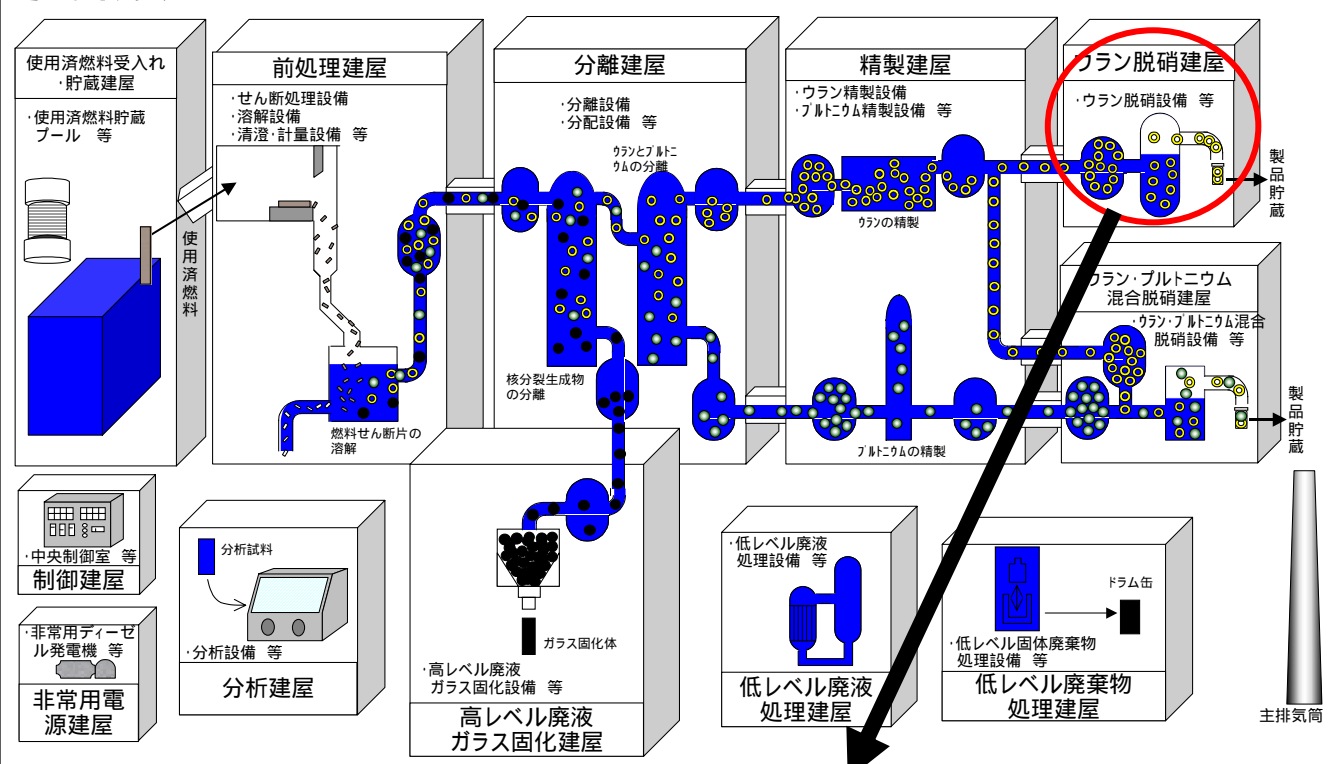 使用済燃料受入れ
・貯蔵建屋
・使用済燃料貯蔵
プール 等
使用済燃料
前処理建屋
・せん断処理設備
・溶解設備
・清澄・計量設備 等
燃料せん断片の
溶解
分離建屋
・分離設備
・分配設備 等
ウランとプルトニ
ウムの分離
核分裂生成物
の分離
精製建屋
・ウラン精製設備
・プルトニウム精製設備 等
ウランの精製
プルトニウムの精製
ウラン脱硝建屋
・ウラン脱硝設備 等
製品貯蔵
ウラン・プルトニウム
混合脱硝建屋
・ウラン・プルトニウム混合
脱硝設備 等
製品貯蔵
・中央制御室 等
制御建屋
・非常用ディーゼ
ル発電機 等
非常用電
源建屋
分析試料
・分析設備 等
分析建屋
ガラス固化体
・高レベル廃液
ガラス固化設備 等
高レベル廃液
ガラス固化建屋
・低レベル廃液
処理設備 等
低レベル廃液
処理建屋
ドラム缶
・低レベル固体廃棄物
処理設備 等
低レベル廃棄物
処理建屋
主排気筒